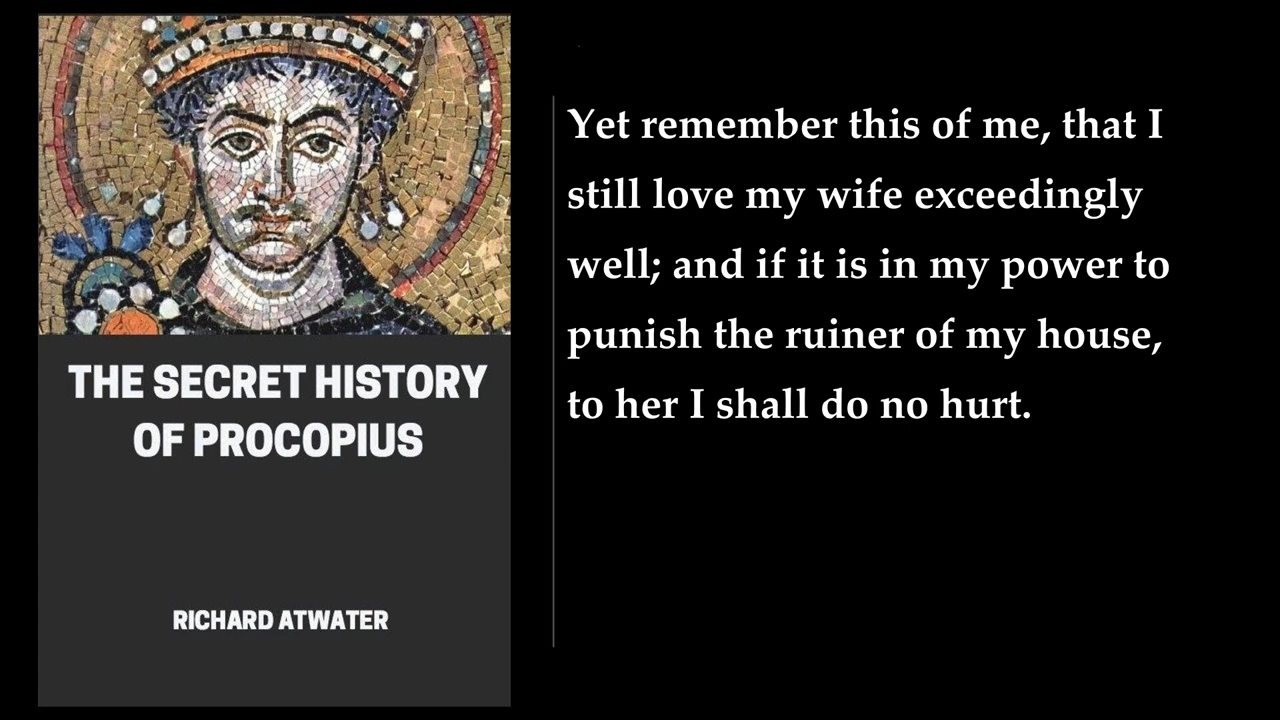 THE SECRET HISTORY
OF PROCOPIUS
RICHARD ATWATER
Yet remember this of me, that I
still love my wife exceedingly
well; and if it is in my power to
punish the ruiner of my house,
to her I shall do no hurt.